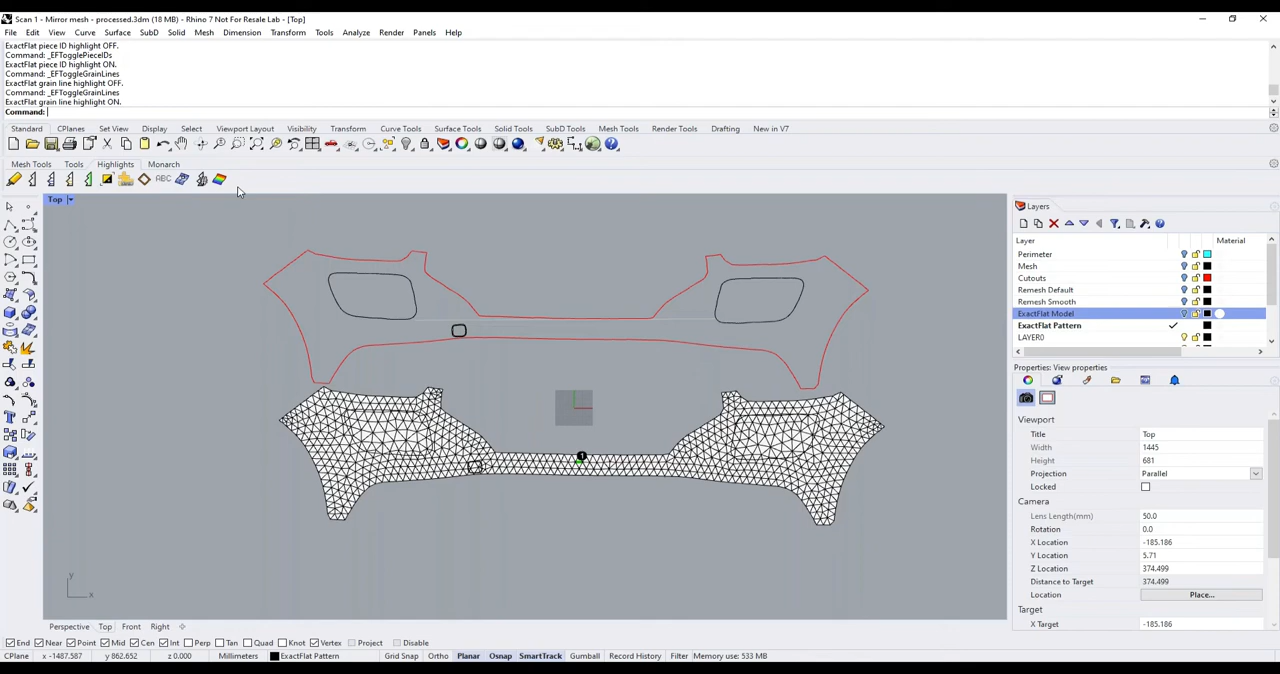 Scan 1 - Mirror mesh - processed.3dm (18 MB) - Rhino 7 Not For Resale Lab - [Top]
File Edit View Curve Surface SubD Solid Mesh Dimension Transform Tools Analyze Render Panels Help
ExactFlat piece ID highlight OFF.
Command: _EFTogglePieceIDs
ExactFlat piece ID highlight ON.
Command: _EFToggleGrainLines
ExactFlat grain line highlight OFF.
Command: _EFToggleGrainLines
ExactFlat grain line highlight ON.
Command:
Standard CPlanes Set View Display Select Viewport Layout Visibility Transform Curve Tools Surface Tools Solid Tools SubD Tools Mesh Tools Render Tools Drafting New in V7
Mesh Tools Tools Highlights Monarch
ABC
Top
Layers
Layer Material
Perimeter
Mesh
Cutouts
Remesh Default
Remesh Smooth
ExactFlat Model
ExactFlat Pattern
LAYER0
Properties: View properties
Viewport
Title Top
Width 1445
Height 681
Projection Parallel
Locked
Camera
Lens Length(mm) 50.0
Rotation 0.0
X Location -185.186
Y Location 5.71
Z Location 374.499
Distance to Target 374.499
Location Place...
Target
X Target -185.186
1
y
x
Perspective Top Front Right
End Near Point Mid Cen Int Perp Tan Quad Knot Vertex Project Disable
CPlane x -1487.587 y 862.652 z 0.000 Millimeters ExactFlat Pattern Grid Snap Ortho Planar Osnap SmartTrack Gumball Record History Filter Memory use: 533 MB